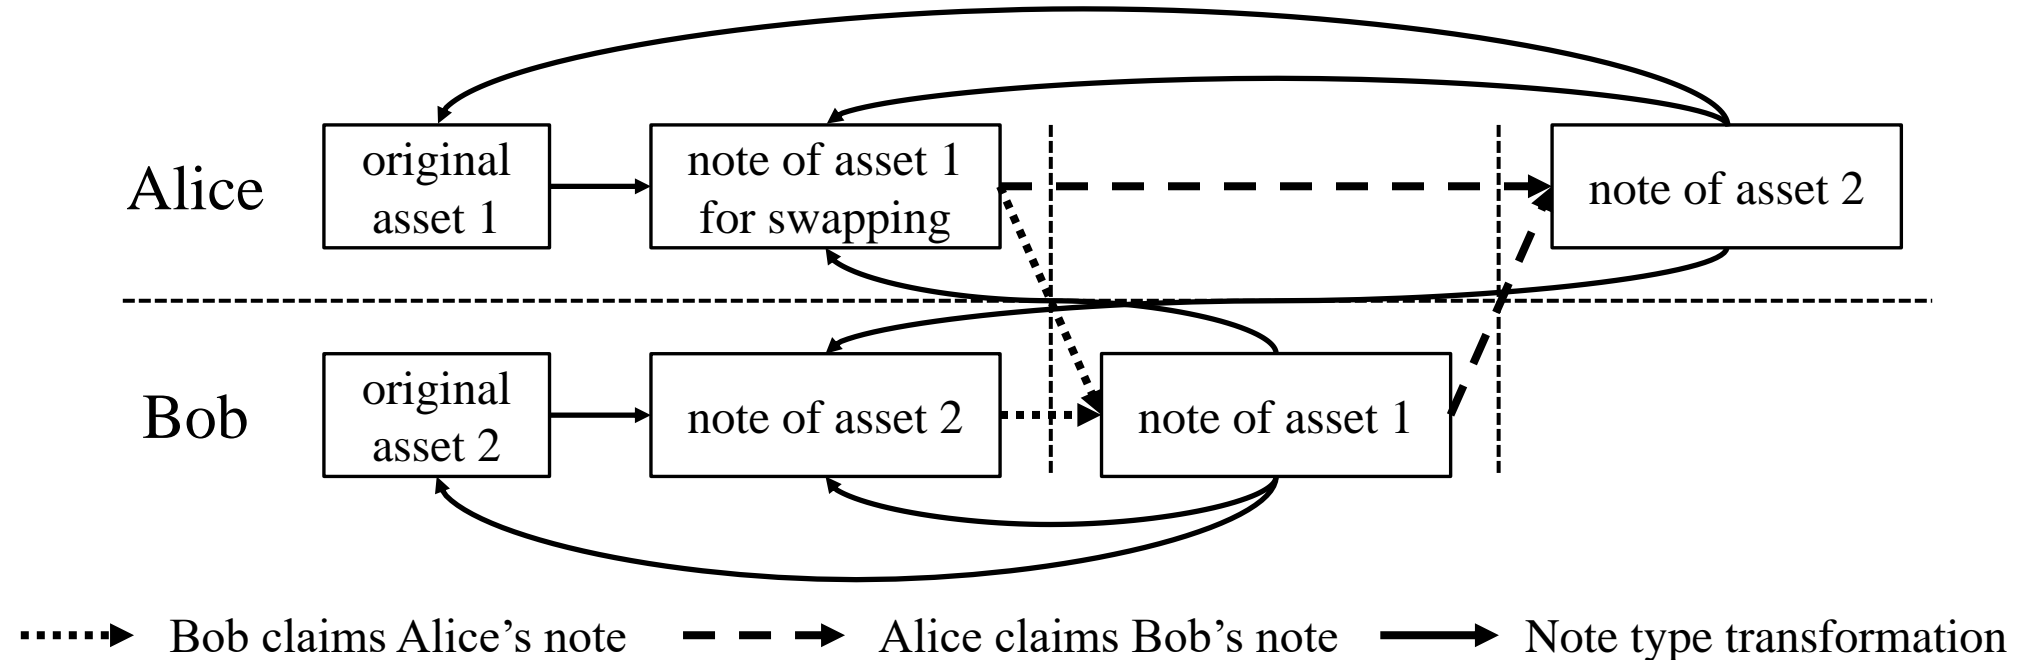 Alice
original
asset 1
note of asset 1
for swapping
note of asset 2
Bob
original
asset 2
note of asset 2
note of asset 1
Bob claims Alice’s note
Alice claims Bob’s note
Note type transformation